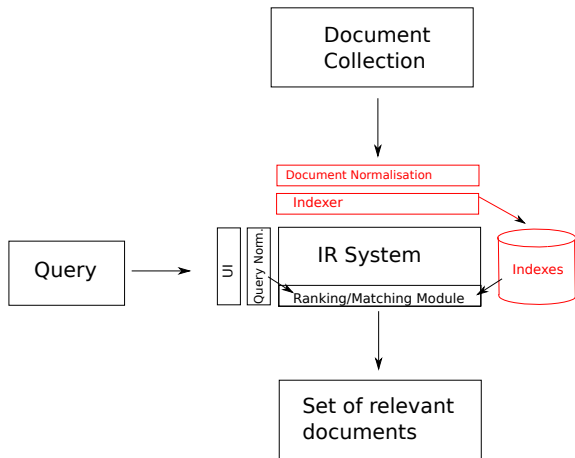 Document
Collection
Document Normalisation
Indexer
Query
UI
Query Norm.
IR System
Ranking/Matching Module
Indexes
Set of relevant
documents